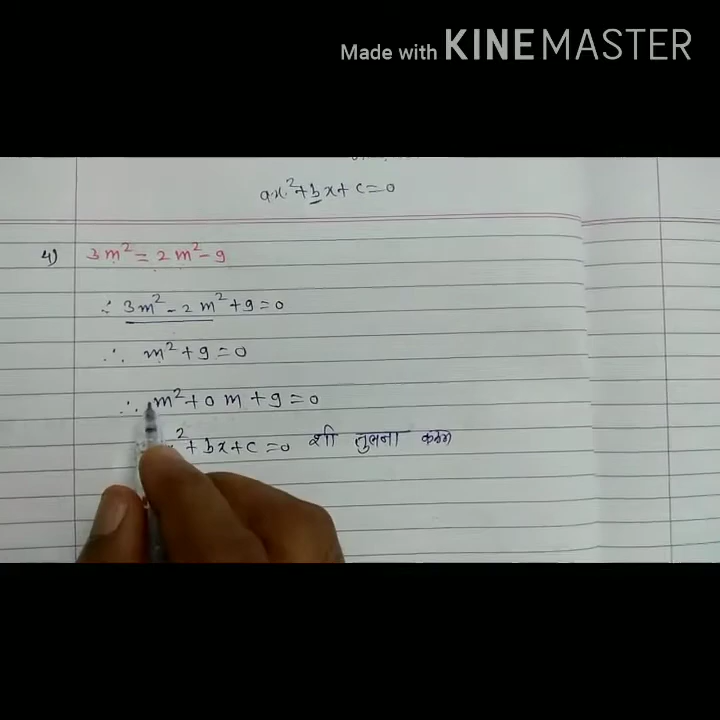 Made with KINEMASTER
ax²+bx+c=0
4) 3m²=2m²-9
∴ 3m²-2m²+9=0
∴ m²+9=0
∴ m²+0m+9=0
²+bx+c=0 शी तुलना करून